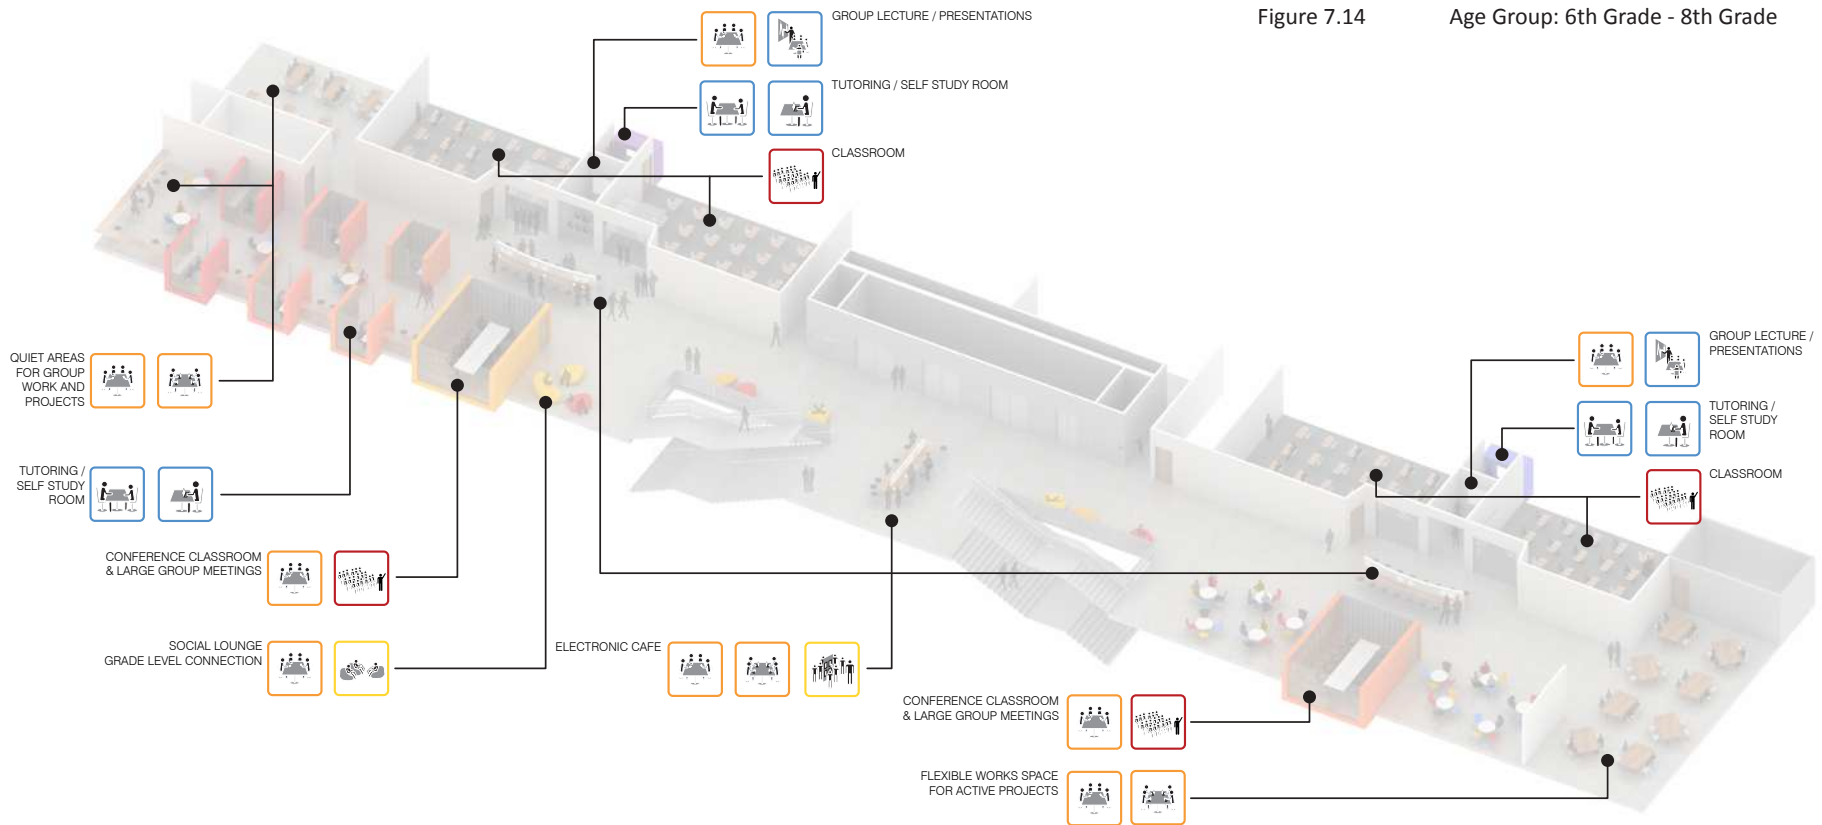 Figure 7.14
Age Group: 6th Grade - 8th Grade
GROUP LECTURE / PRESENTATIONS
TUTORING / SELF STUDY ROOM
CLASSROOM
QUIET AREAS
FOR GROUP
WORK AND
PROJECTS
TUTORING /
SELF STUDY
ROOM
CONFERENCE CLASSROOM
& LARGE GROUP MEETINGS
SOCIAL LOUNGE
GRADE LEVEL CONNECTION
ELECTRONIC CAFE
GROUP LECTURE /
PRESENTATIONS
TUTORING /
SELF STUDY
ROOM
CLASSROOM
CONFERENCE CLASSROOM
& LARGE GROUP MEETINGS
FLEXIBLE WORKS SPACE
FOR ACTIVE PROJECTS